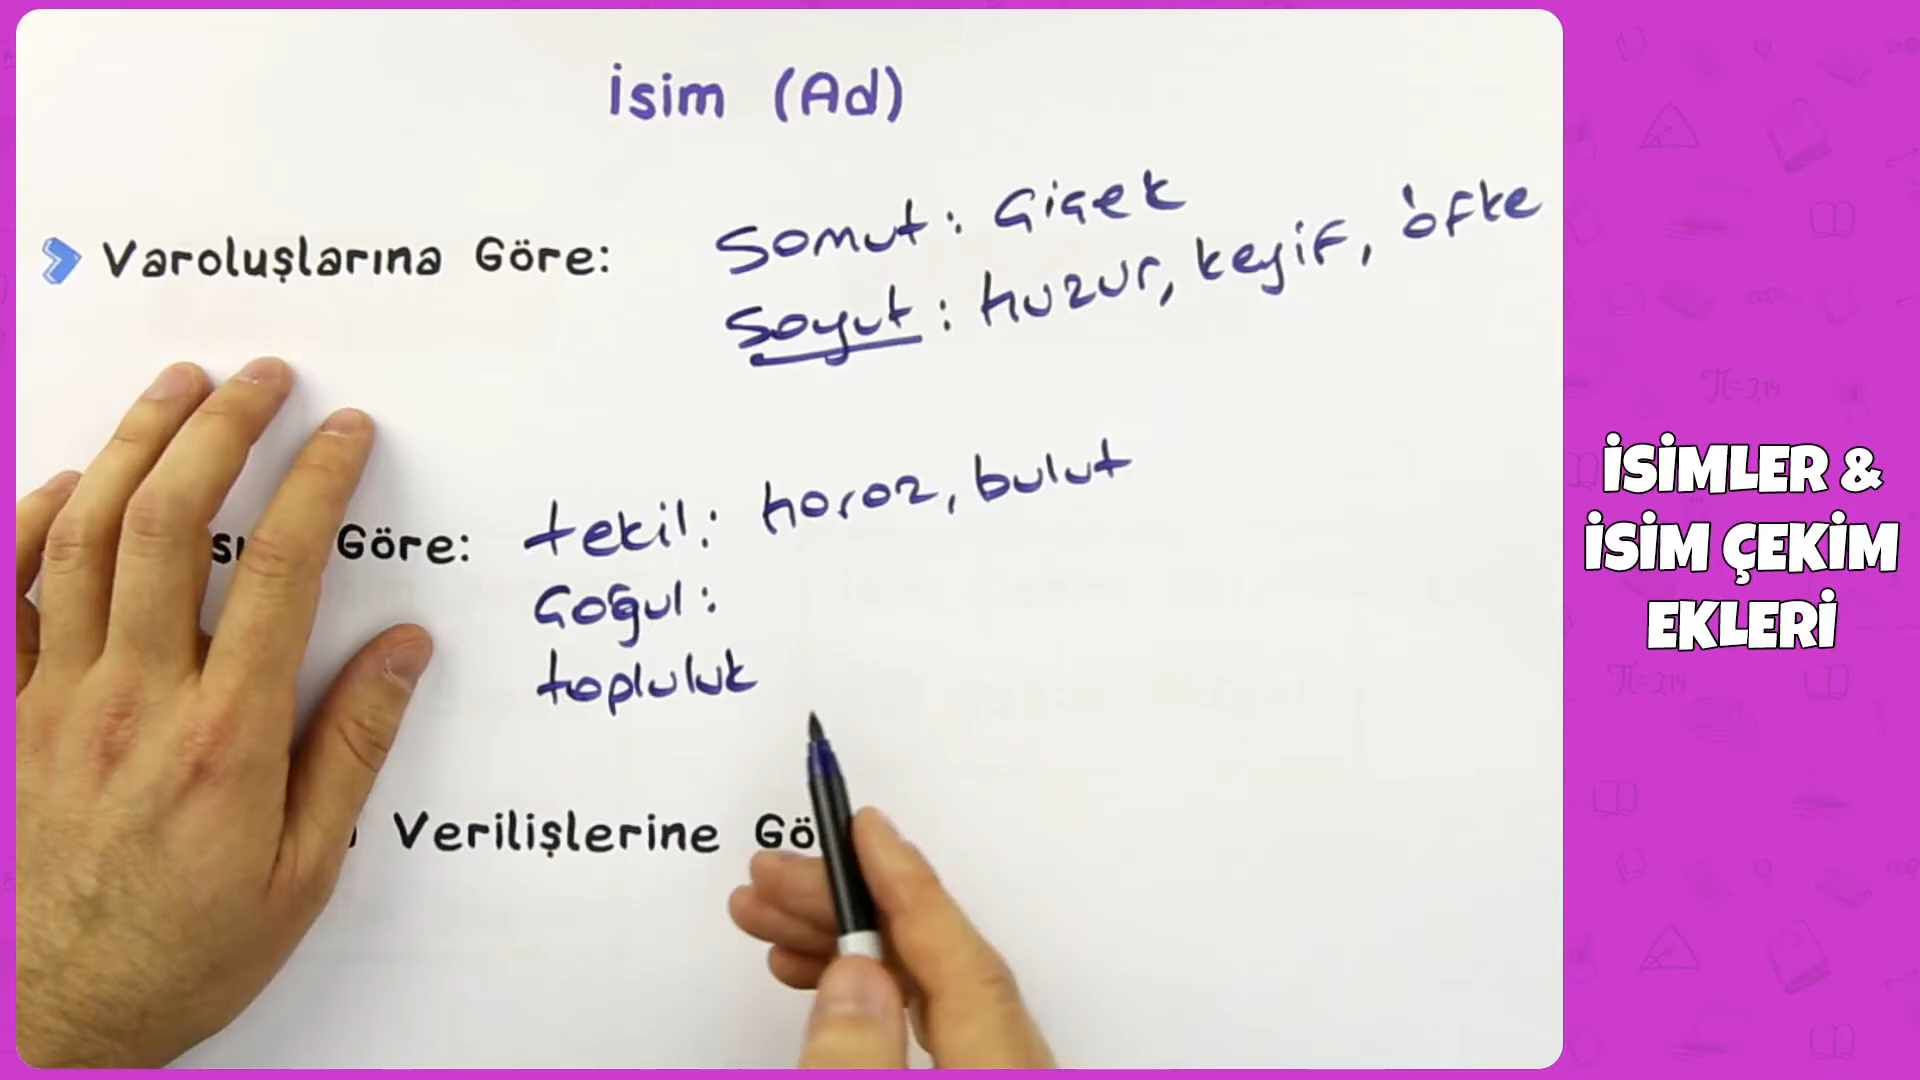 İsim (Ad)
Varoluşlarına Göre:
Somut: Çiçek
Soyut: huzur, keyif, öfke
Göre:
tekil: horoz, bulut
Çoğul:
topluluk
Verilişlerine
İSİMLER &
İSİM ÇEKİM
EKLERİ